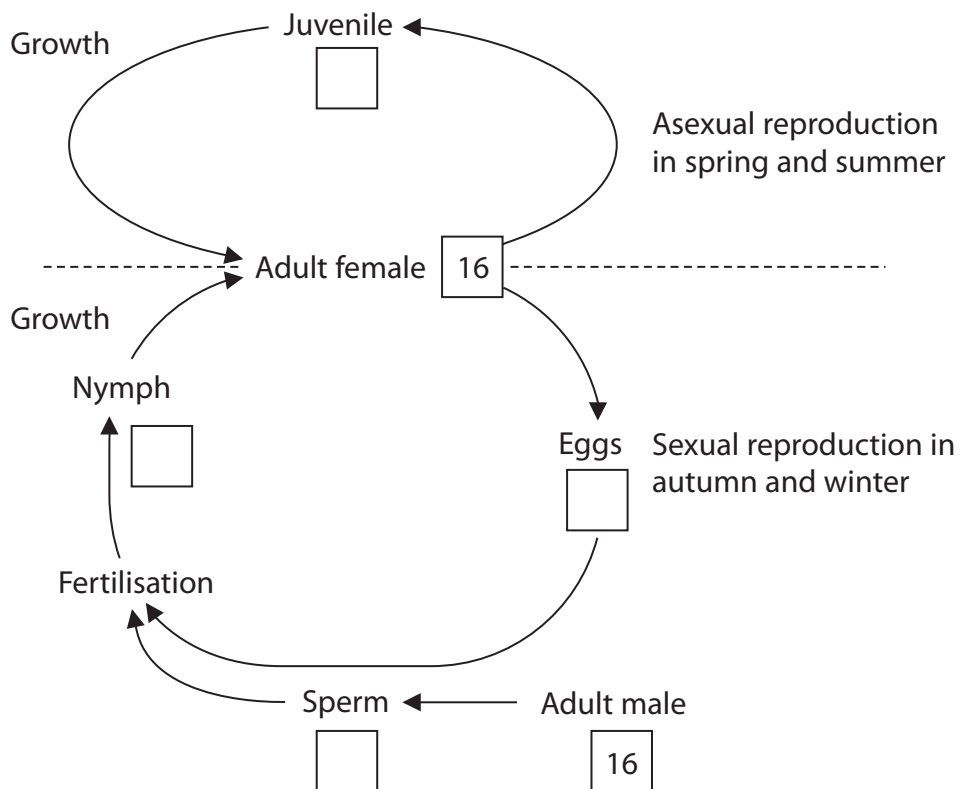 Juvenile
Growth
Asexual reproduction
in spring and summer
Adult female 16
Growth
Nymph
Eggs
Sexual reproduction in
autumn and winter
Fertilisation
Sperm
Adult male
16